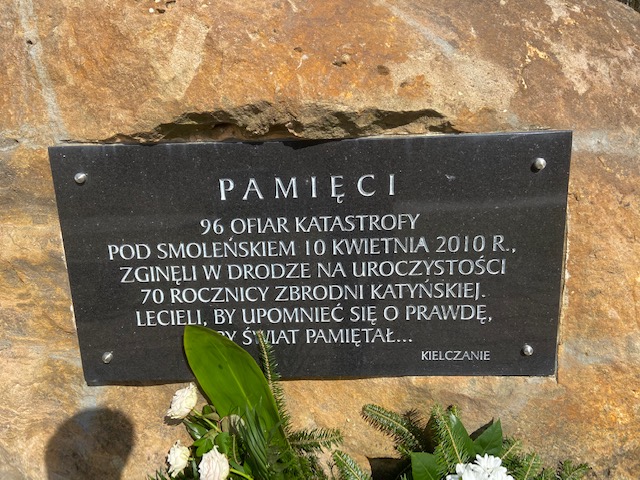 PAMIĘCI
96 OFIAR KATASTROFY
POD SMOLEŃSKIEM 10 KWIETNIA 2010 R.,
ZGINĘLI W DRODZE NA UROCZYSTOŚCI
70 ROCZNICY ZBRODNI KATYŃSKIEJ.
LECIELI, BY UPOMNIEĆ SIĘ O PRAWDĘ,
BY ŚWIAT PAMIĘTAŁ...
KIELCZANIE